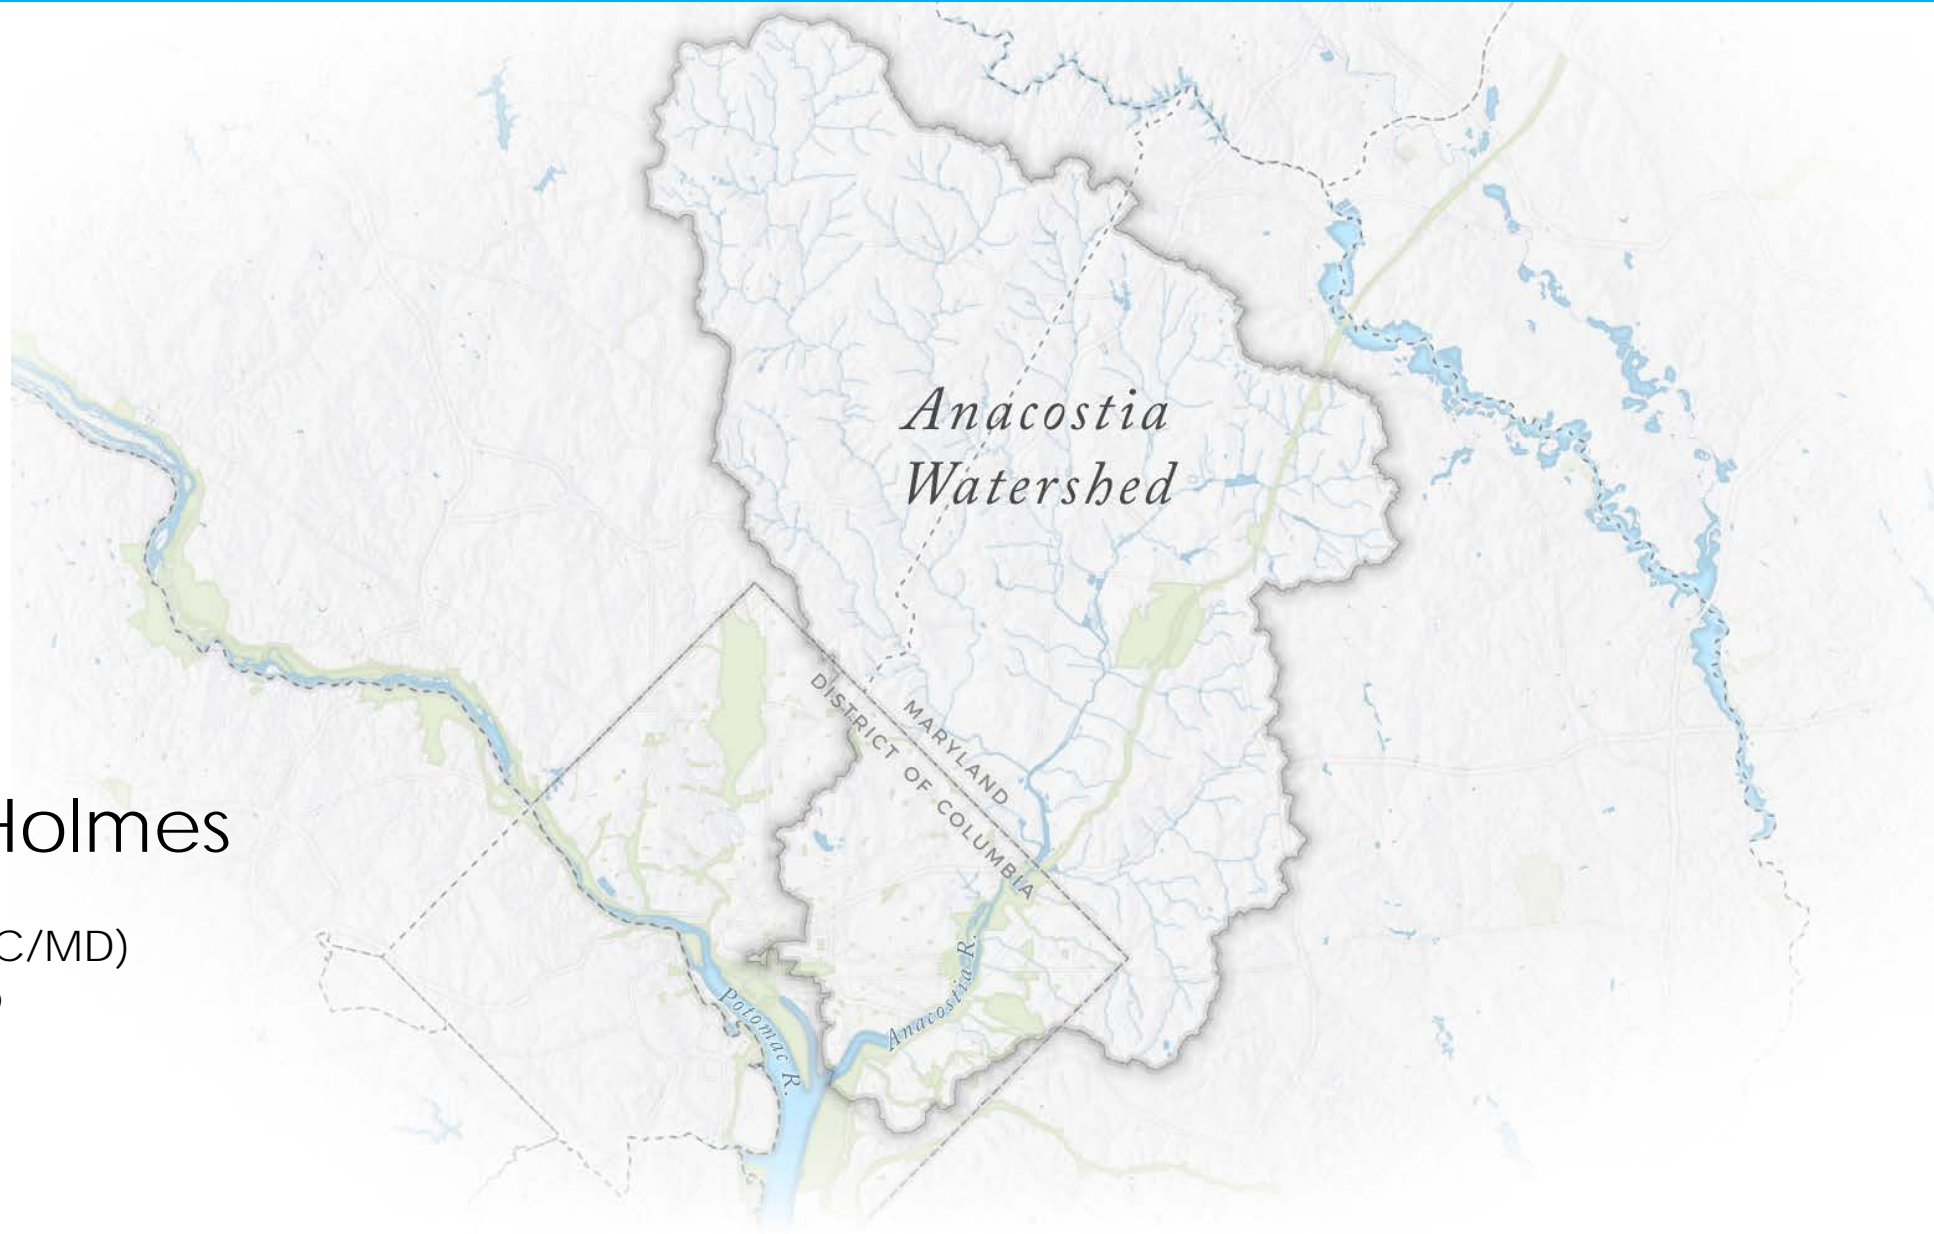 Anacostia
Watershed
MARYLAND
DISTRICT OF COLUMBIA
Holmes
C/MD)
Anacostia R.
Potomac R.